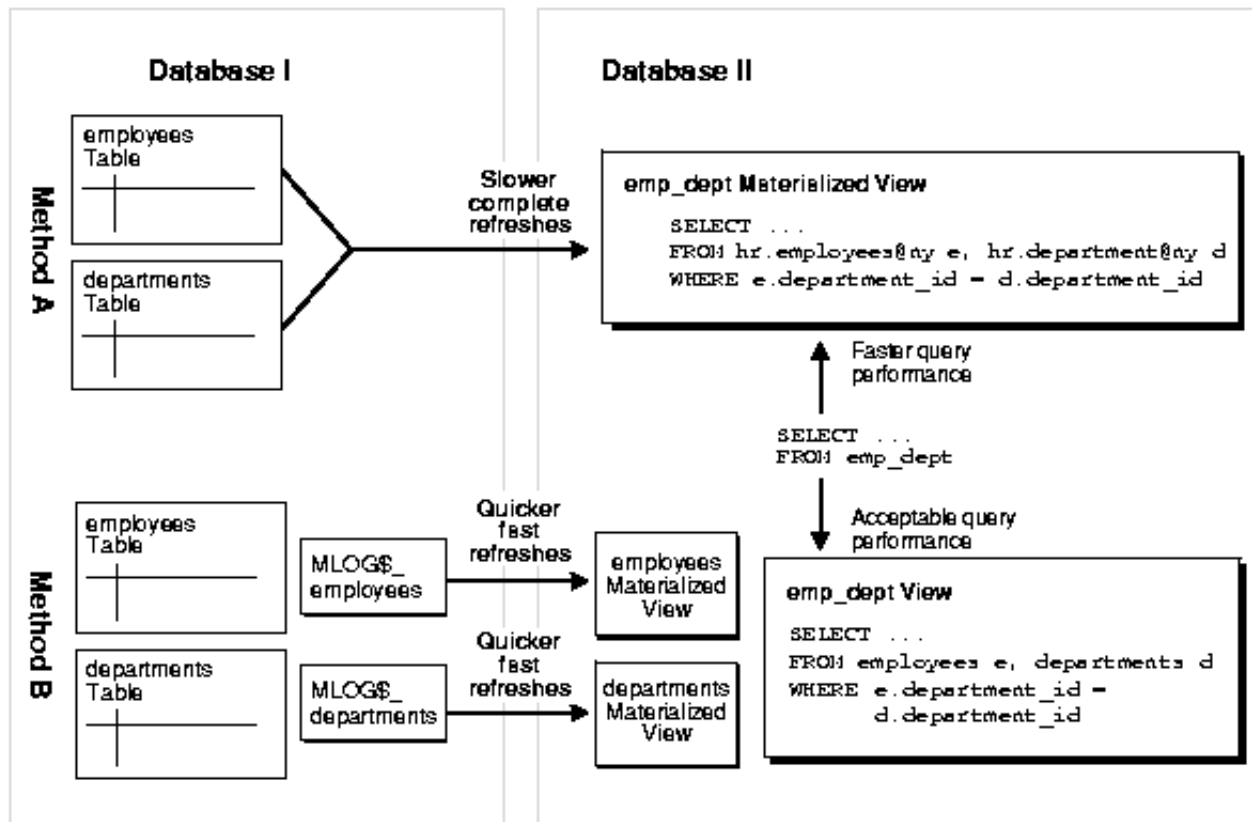 Database I
Database II
Method A
employees
Table
departments
Table
Slower
complete
refreshes
emp_dept Materialized View
SELECT ...
FROM hr.employees@ny e, hr.department@ny d
WHERE e.department_id = d.department_id
Faster query
performance
SELECT ...
FROM emp_dept
Acceptable query
performance
Method B
employees
Table
MLOG$_
employees
Quicker
fast
refreshes
employees
Materialized
View
departments
Table
MLOG$_
departments
Quicker
fast
refreshes
departments
Materialized
View
emp_dept View
SELECT ...
FROM employees e, departments d
WHERE e.department_id =
d.department_id